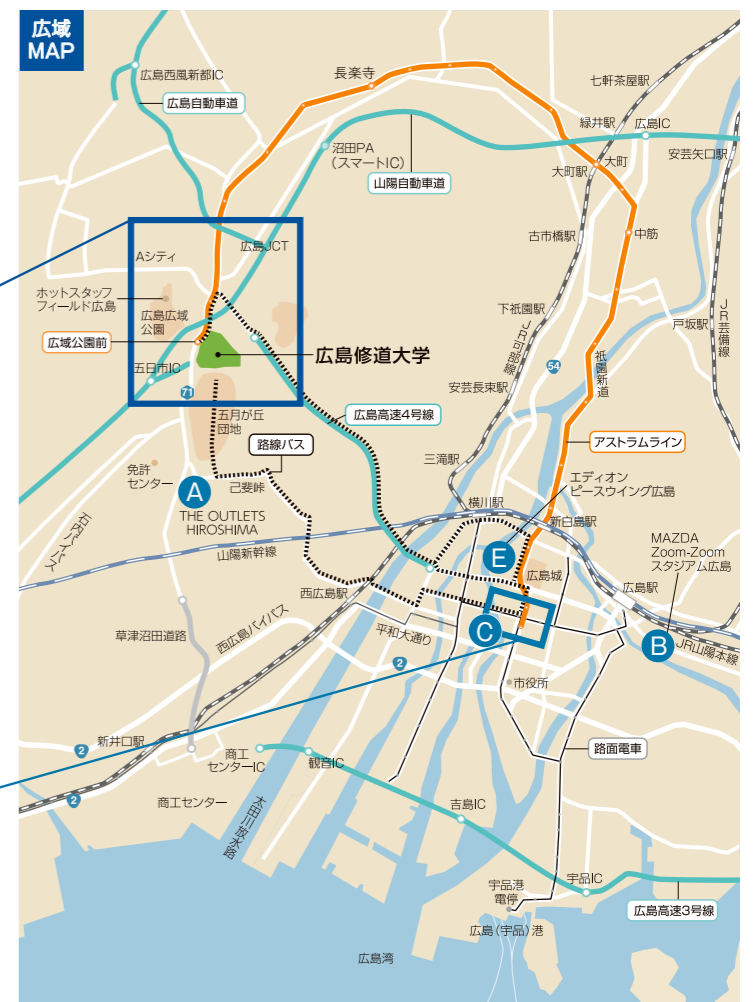 広域
MAP
広島西風新都IC
長楽寺
七軒茶屋駅
広島自動車道
緑井駅
広島IC
沼田PA
(スマートIC)
安芸矢口駅
大町駅
大町
山陽自動車道
古市橋駅
中筋
広島JCT
Aシティ
ホットスタッフ
フィールド広島
広島広域
公園
下祇園駅
JR可部線
戸坂駅
JR芸備線
広域公園前
広島修道大学
祇園新道
五日市IC
54
安芸長束駅
71
五月が丘
団地
広島高速4号線
路線バス
アストラムライン
三滝駅
免許
センター
己斐峠
エディオン
ピースウイング広島
A
THE OUTLETS
HIROSHIMA
横川駅
新白島駅
石内バイパス
山陽新幹線
E
MAZDA
Zoom-Zoom
スタジアム広島
広島城
広島駅
西広島駅
C
B
JR山陽本線
草津沼田道路
西広島バイパス
平和大通り
2
市役所
新井口駅
2
商工
センターIC
観音IC
路面電車
2
商工センター
太田川放水路
吉島IC
宇品港
電停
宇品IC
広島高速3号線
広島(宇品)港
広島湾